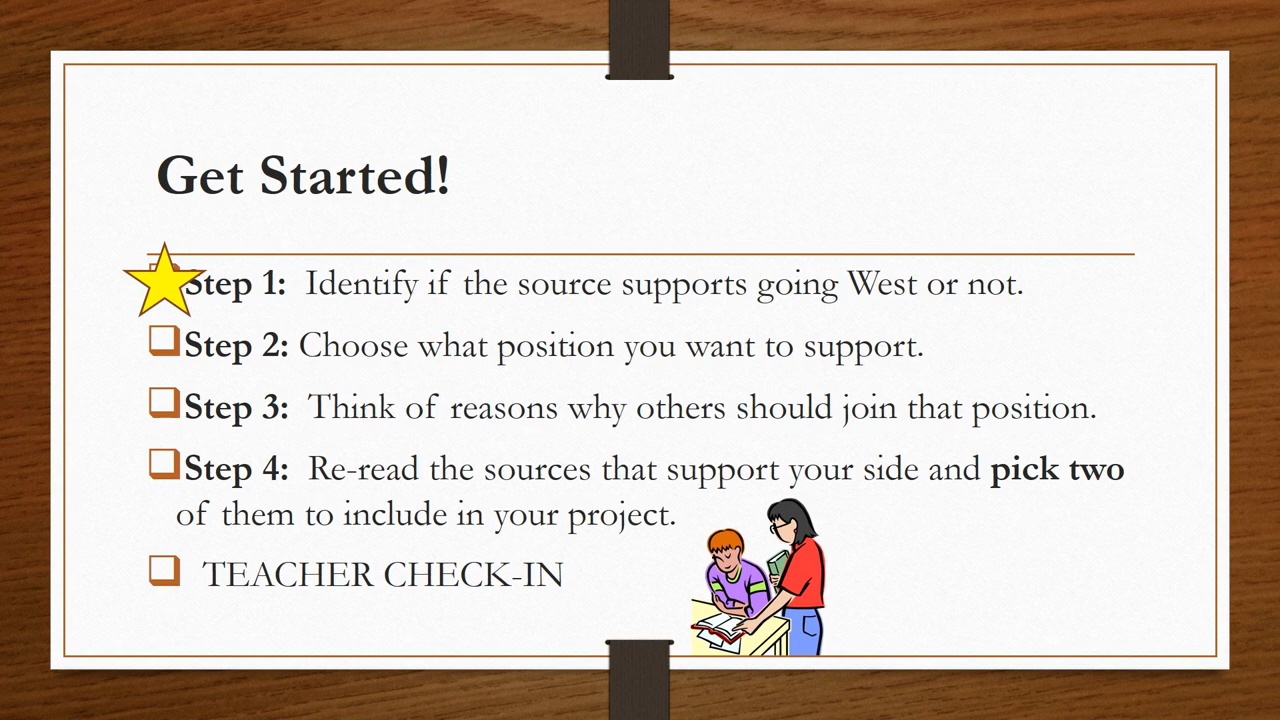 Get Started!
Step 1: Identify if the source supports going West or not.
Step 2: Choose what position you want to support.
Step 3: Think of reasons why others should join that position.
Step 4: Re-read the sources that support your side and pick two
of them to include in your project.
TEACHER CHECK-IN